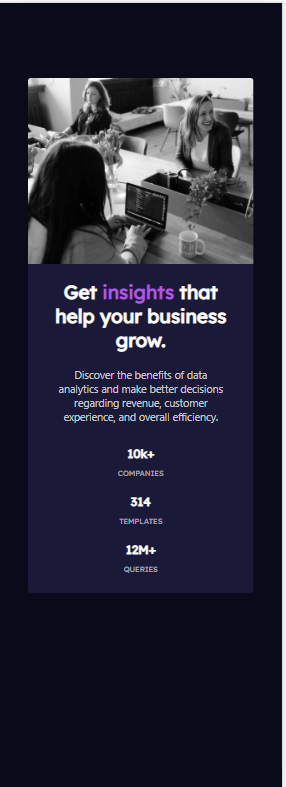 Get insights that
help your business
grow.
Discover the benefits of data
analytics and make better decisions
regarding revenue, customer
experience, and overall efficiency.
10k+
COMPANIES
314
TEMPLATES
12M+
QUERIES